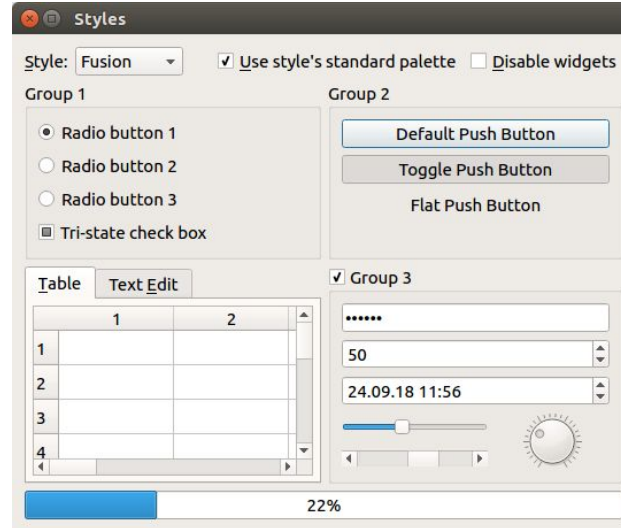 Styles
Style: Fusion Use style's standard palette Disable widgets
Group 1
Radio button 1
Radio button 2
Radio button 3
Tri-state check box
Group 2
Default Push Button
Toggle Push Button
Flat Push Button
Table Text Edit
1 2
1
2
3
4
Group 3
••••••
50
24.09.18 11:56
22%